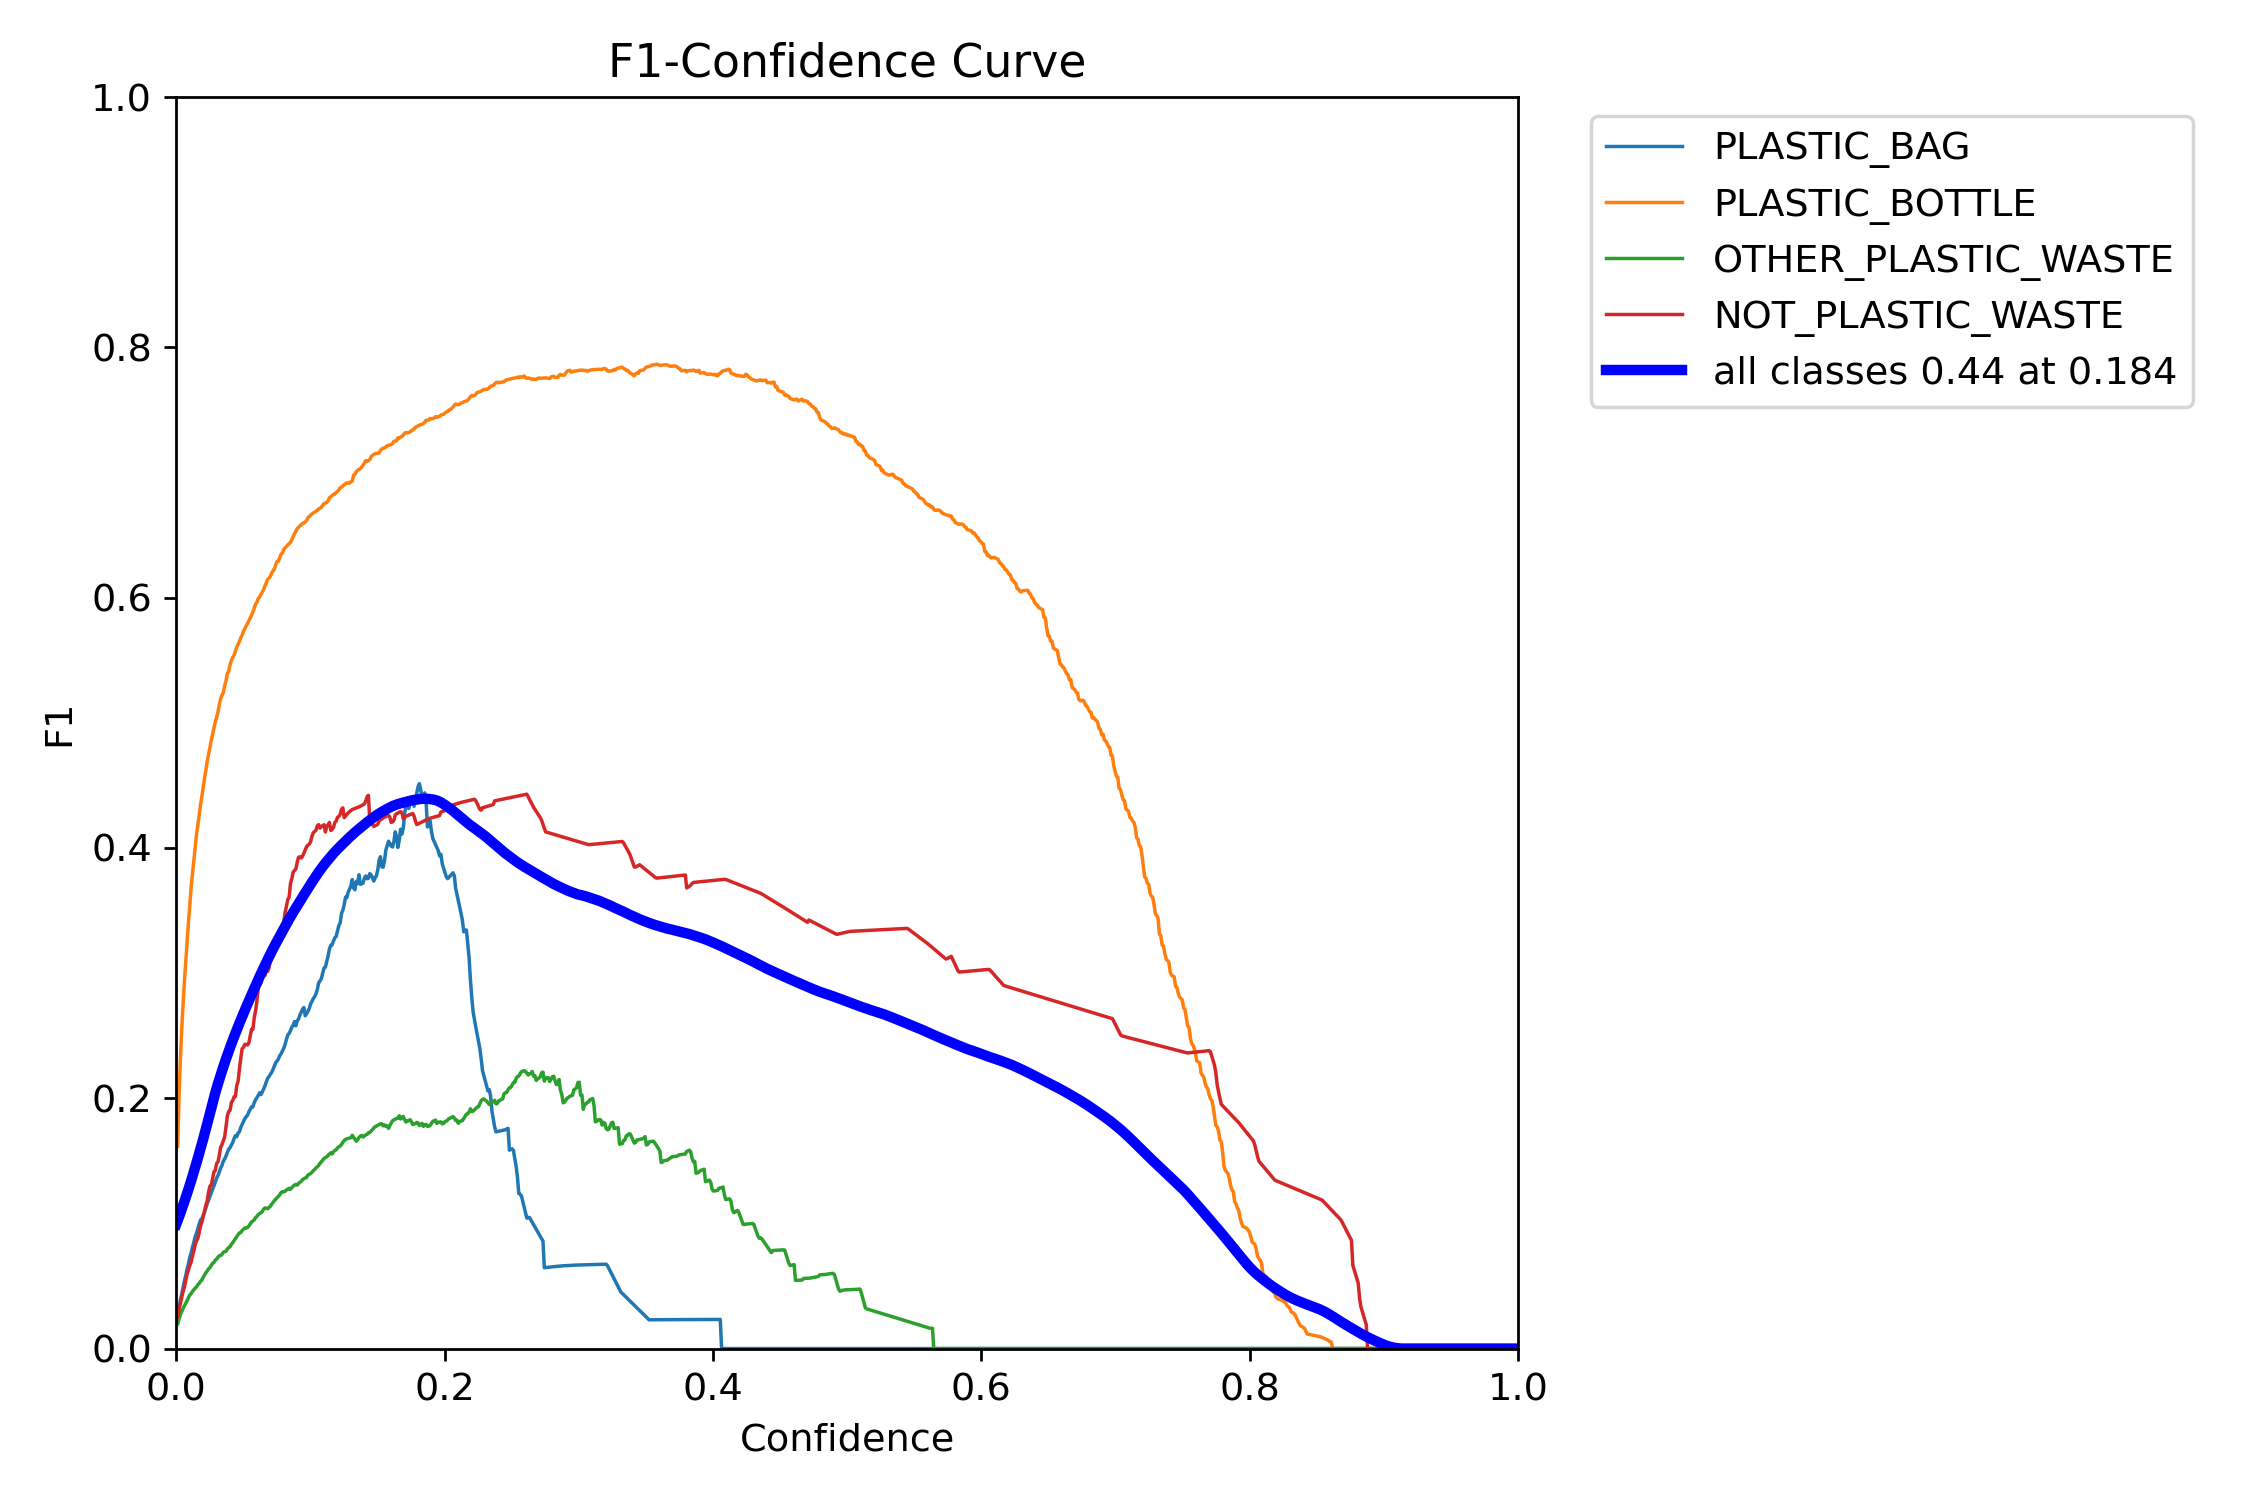 F1-Confidence Curve
1.0
0.8
0.6
0.4
0.2
0.0
F1
0.0 0.2 0.4 0.6 0.8 1.0
Confidence
PLASTIC_BAG
PLASTIC_BOTTLE
OTHER_PLASTIC_WASTE
NOT_PLASTIC_WASTE
all classes 0.44 at 0.184